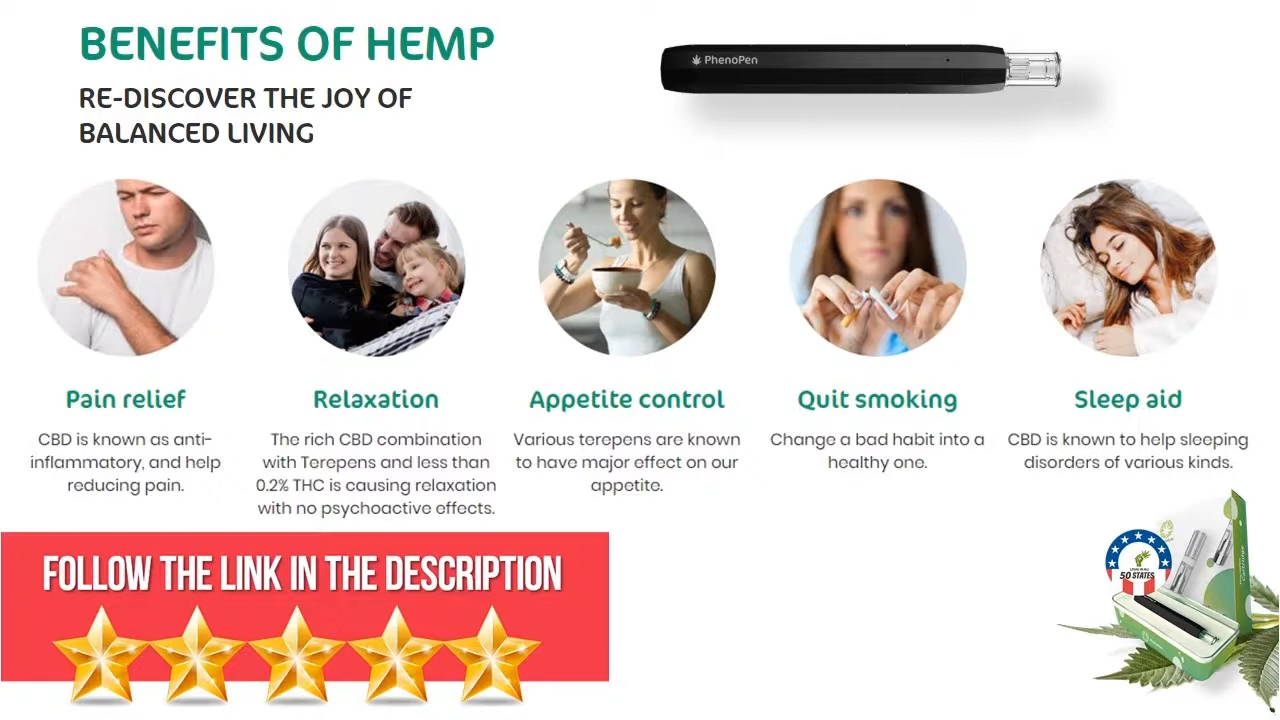 BENEFITS OF HEMP
RE-DISCOVER THE JOY OF
BALANCED LIVING
PhenoPen
Pain relief
CBD is known as anti-
inflammatory, and help
reducing pain.
Relaxation
The rich CBD combination
with Terepens and less than
0.2% THC is causing relaxation
with no psychoactive effects.
Appetite control
Various terepens are known
to have major effect on our
appetite.
Quit smoking
Change a bad habit into a
healthy one.
Sleep aid
CBD is known to help sleeping
disorders of various kinds.
FOLLOW THE LINK IN THE DESCRIPTION
50 STATES
Cartridge